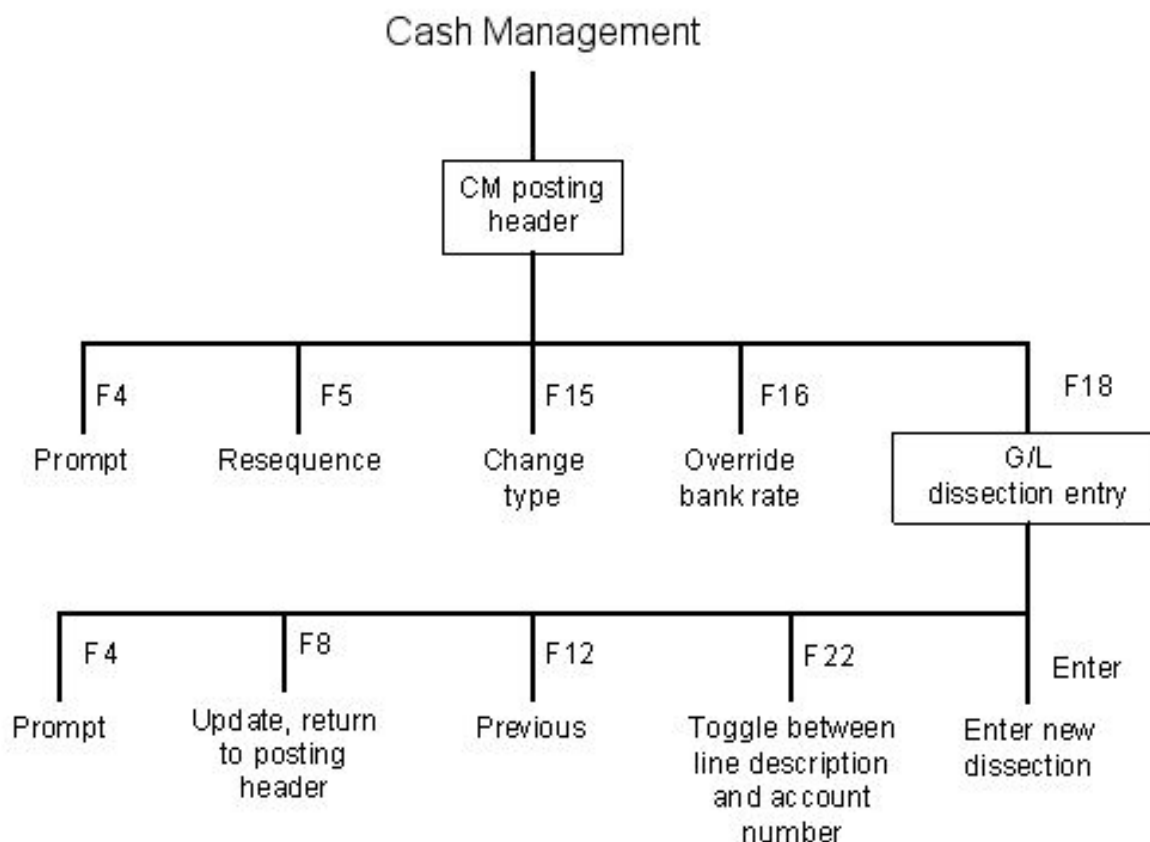 Cash Management
CM posting
header
F4
F5
F15
F16
F18
Prompt
Resequence
Change
type
Override
bank rate
G/L
dissection entry
F4
F8
F12
F22
Enter
Prompt
Update, return
to posting
header
Previous
Toggle between
line description
and account
number
Enter new
dissection